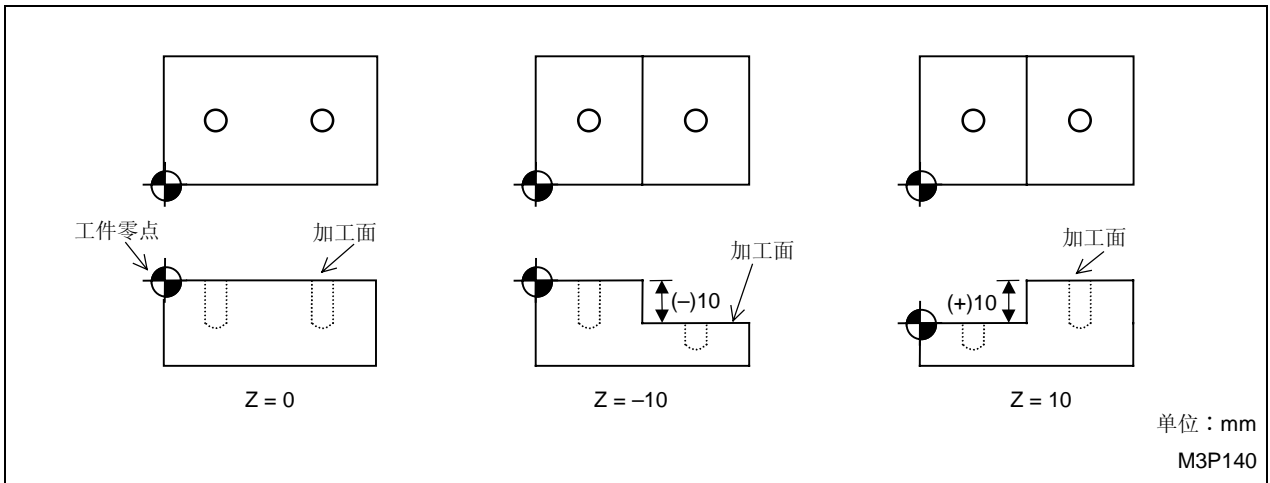 工件零点
加工面
加工面
加工面
(–)10
(+)10
Z = 0
Z = –10
Z = 10
单位：mm
M3P140